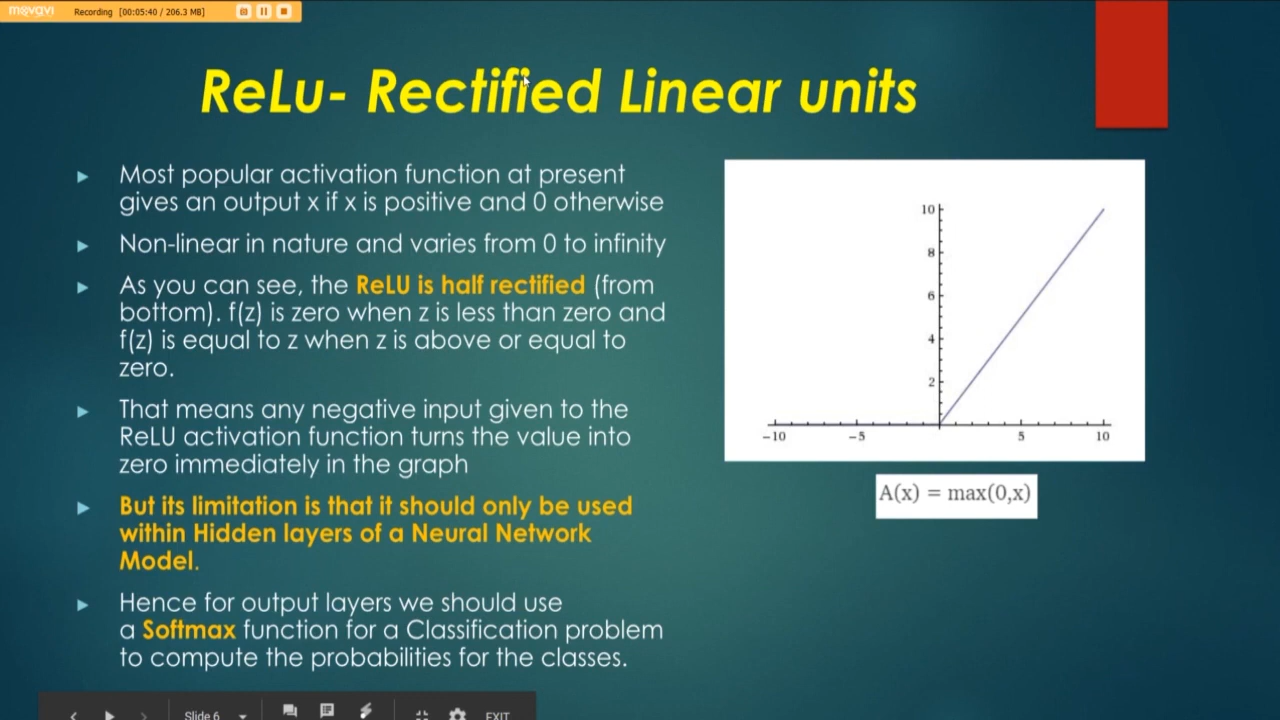 movavi Recording [00:05:40 / 206.3 MB]
ReLu- Rectified Linear units
Most popular activation function at present
gives an output x if x is positive and 0 otherwise
Non-linear in nature and varies from 0 to infinity
As you can see, the ReLU is half rectified (from
bottom). f(z) is zero when z is less than zero and
f(z) is equal to z when z is above or equal to
zero.
That means any negative input given to the
ReLU activation function turns the value into
zero immediately in the graph
But its limitation is that it should only be used
within Hidden layers of a Neural Network
Model.
Hence for output layers we should use
a Softmax function for a Classification problem
to compute the probabilities for the classes.
10
8
6
4
2
-10 -5 5 10
A(x) = max(0,x)
Slide 6 EXIT